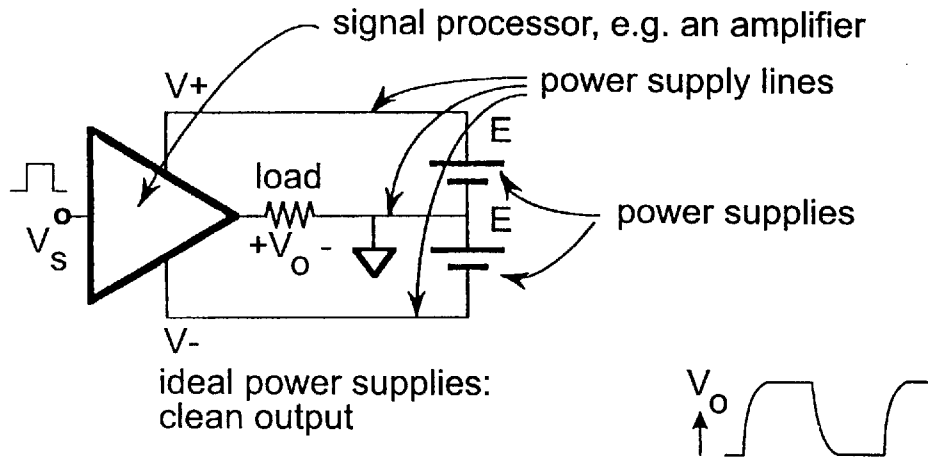 signal processor, e.g. an amplifier
V+
power supply lines
E
load
E
power supplies
Vs
+Vo -
V-
ideal power supplies:
clean output
Vo